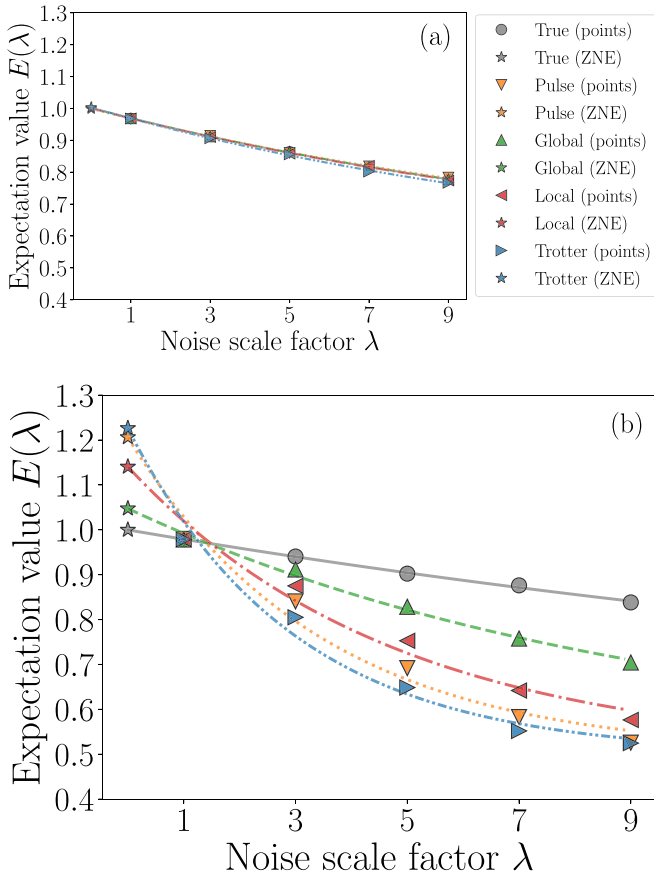 1.3
1.2
1.1
1.0
0.9
0.8
0.7
0.6
0.5
0.4
Expectation value E(λ)
(a)
1 3 5 7 9
Noise scale factor λ
True (points)
True (ZNE)
Pulse (points)
Pulse (ZNE)
Global (points)
Global (ZNE)
Local (points)
Local (ZNE)
Trotter (points)
Trotter (ZNE)
1.3
1.2
1.1
1.0
0.9
0.8
0.7
0.6
0.5
0.4
Expectation value E(λ)
(b)
1 3 5 7 9
Noise scale factor λ